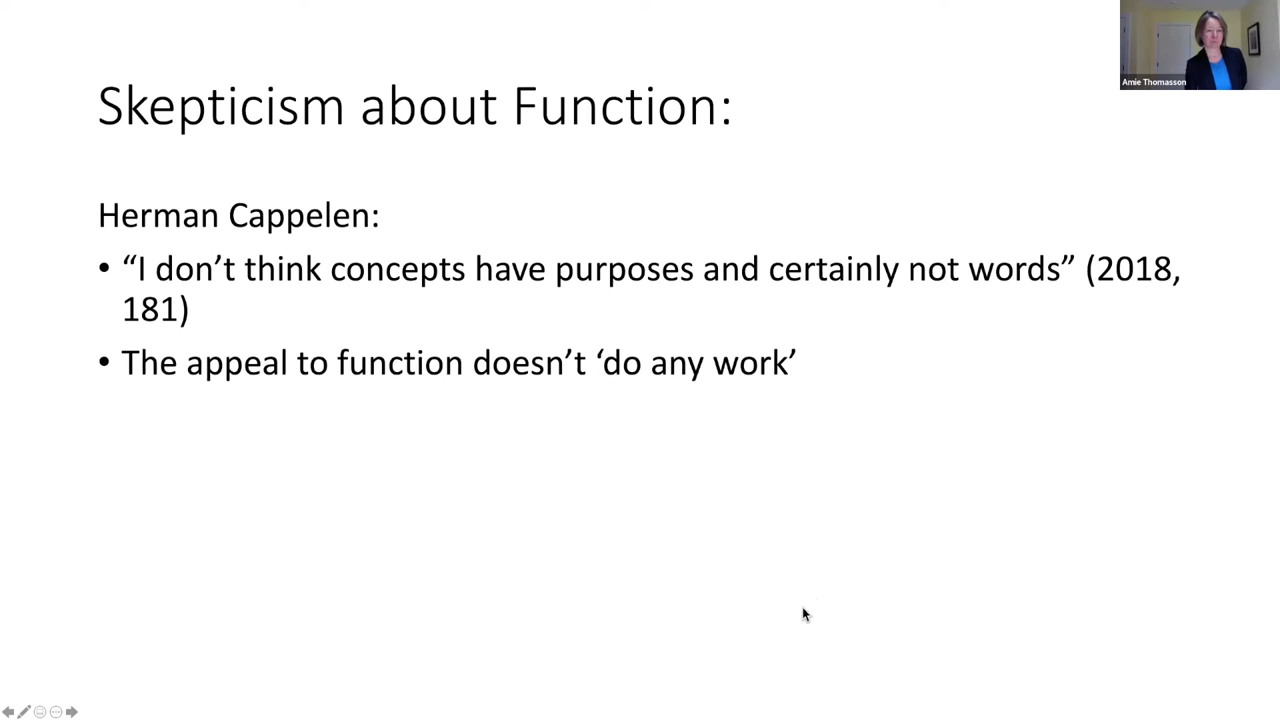 Amie Thomasson
Skepticism about Function:
Herman Cappelen:
• “I don’t think concepts have purposes and certainly not words” (2018,
181)
• The appeal to function doesn’t ‘do any work’